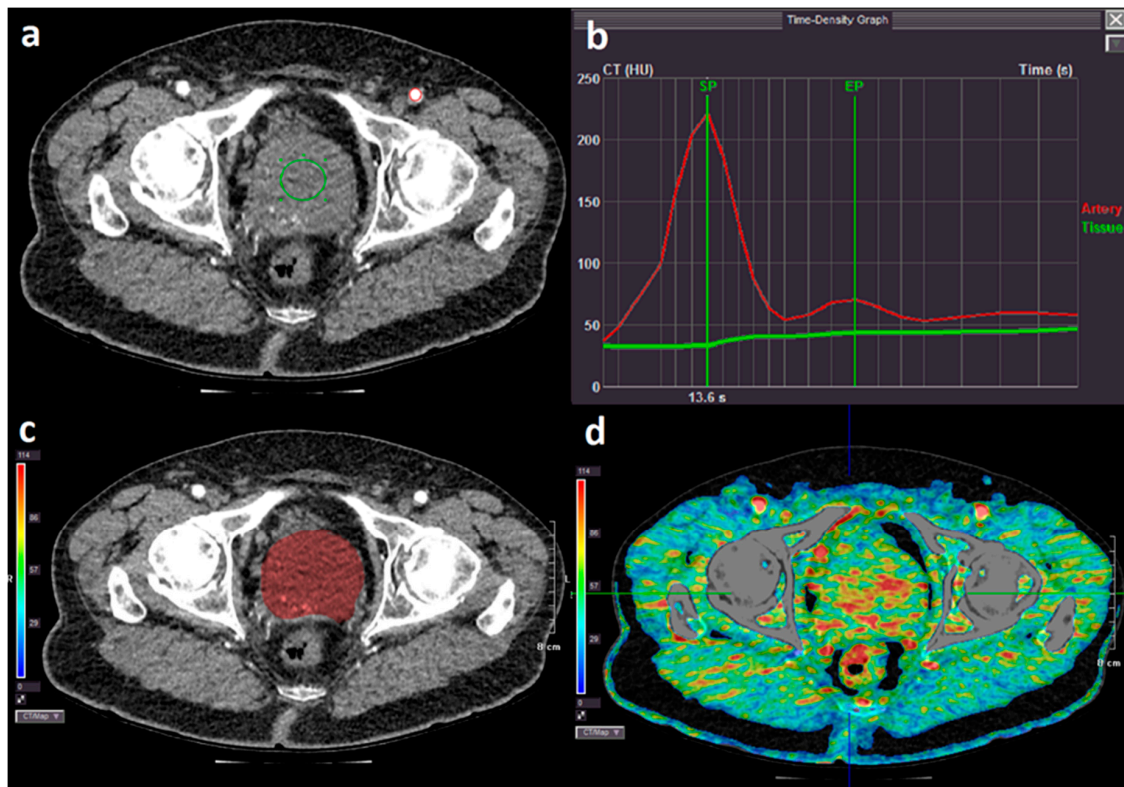 a
b
Time-Density Graph
CT (HU)
Time (s)
250
SP
EP
200
150
100
50
0
Artery
Tissue
13.6 s
c
114
86
57
29
0
R
L
8 cm
CT/Map
d
114
86
57
29
0
8 cm
CT/Map